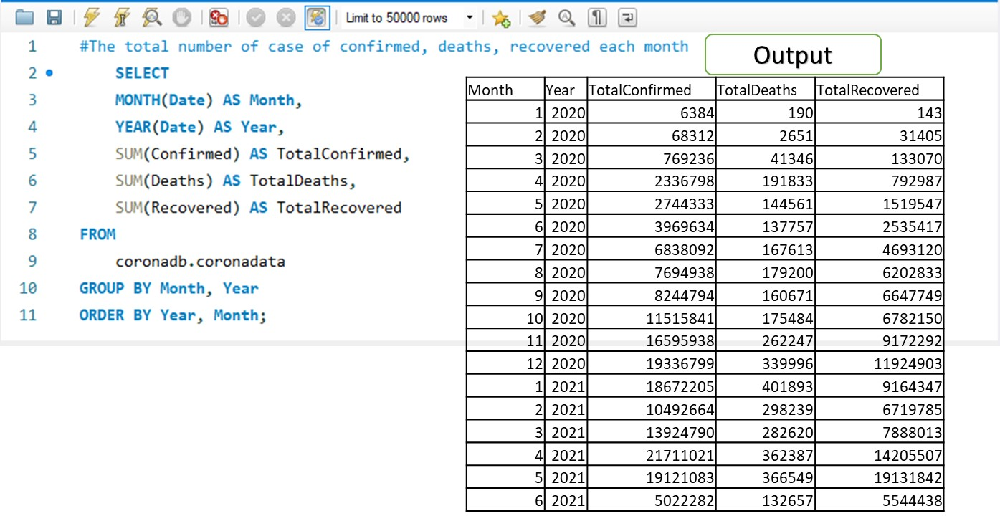 Limit to 50000 rows
1 #The total number of case of confirmed, deaths, recovered each month
2 SELECT
3 MONTH(Date) AS Month,
4 YEAR(Date) AS Year,
5 SUM(Confirmed) AS TotalConfirmed,
6 SUM(Deaths) AS TotalDeaths,
7 SUM(Recovered) AS TotalRecovered
8 FROM
9 coronadb.coronadata
10 GROUP BY Month, Year
11 ORDER BY Year, Month;
Output
Month Year TotalConfirmed TotalDeaths TotalRecovered
1 2020 6384 190 143
2 2020 68312 2651 31405
3 2020 769236 41346 133070
4 2020 2336798 191833 792987
5 2020 2744333 144561 1519547
6 2020 3969634 137757 2535417
7 2020 6838092 167613 4693120
8 2020 7694938 179200 6202833
9 2020 8244794 160671 6647749
10 2020 11515841 175484 6782150
11 2020 16595938 262247 9172292
12 2020 19336799 339996 11924903
1 2021 18672205 401893 9164347
2 2021 10492664 298239 6719785
3 2021 13924790 282620 7888013
4 2021 21711021 362387 14205507
5 2021 19121083 366549 19131842
6 2021 5022282 132657 5544438